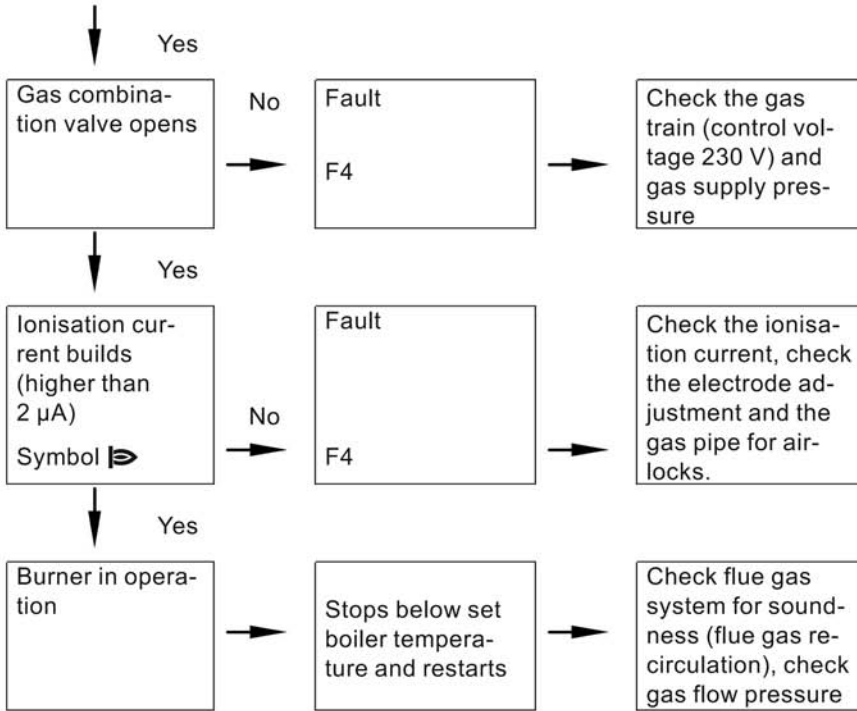 Yes
Gas combina-
tion valve opens
No
Fault
F4
Check the gas
train (control vol-
tage 230 V) and
gas supply pres-
sure
Yes
Ionisation cur-
rent builds
(higher than
2 µA)
Symbol
No
Fault
F4
Check the ionisa-
tion current, check
the electrode ad-
justment and the
gas pipe for air-
locks.
Yes
Burner in opera-
tion
Stops below set
boiler tempera-
ture and restarts
Check flue gas
system for sound-
ness (flue gas re-
circulation), check
gas flow pressure